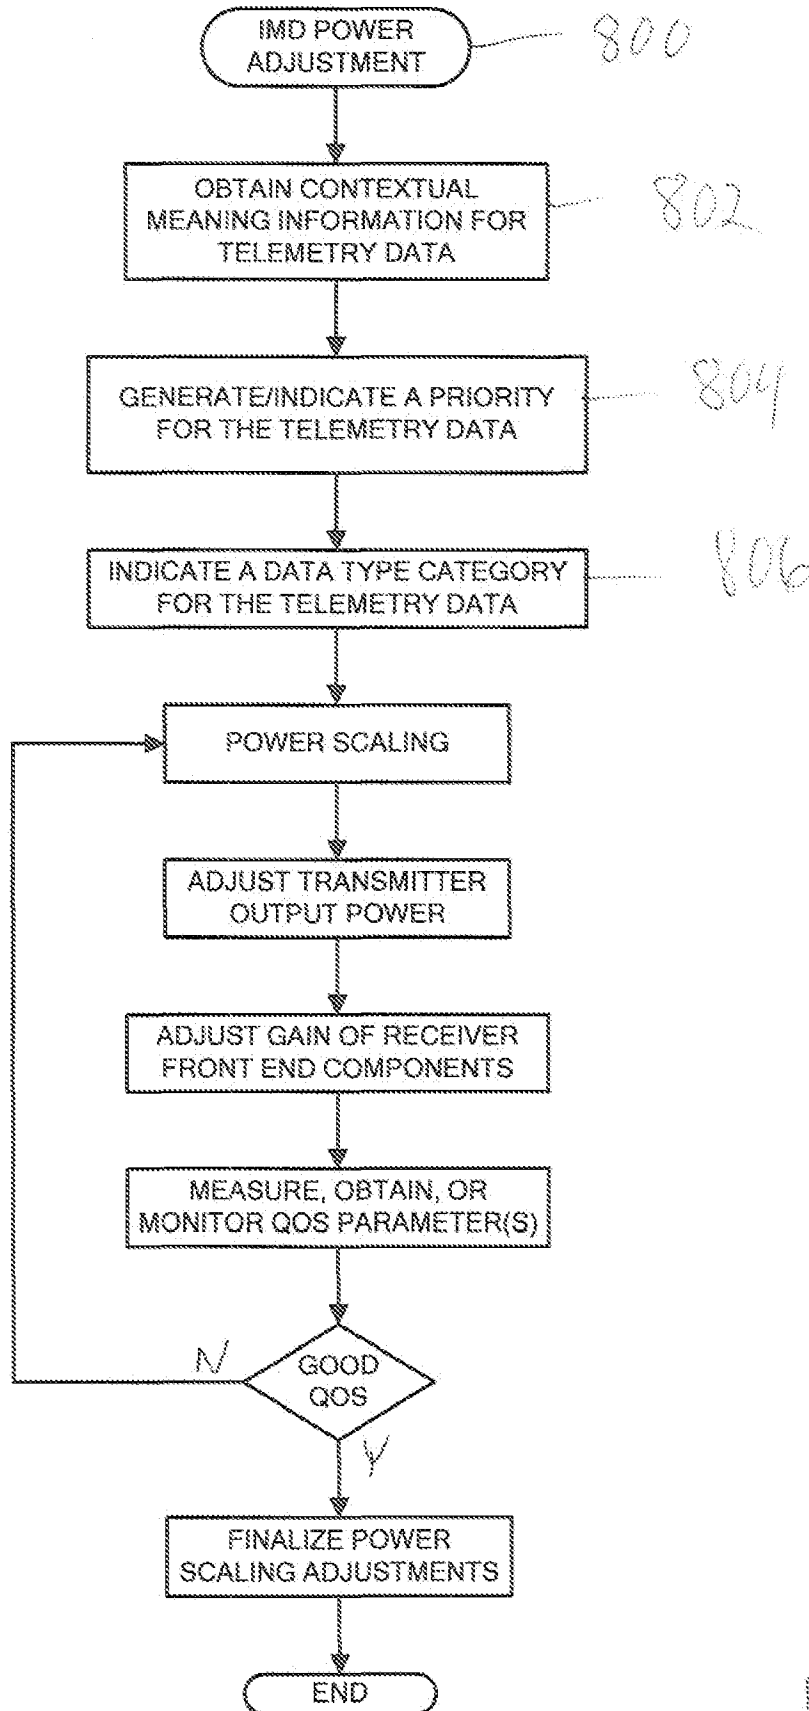 IMD POWER
ADJUSTMENT
800
OBTAIN CONTEXTUAL
MEANING INFORMATION FOR
TELEMETRY DATA
802
GENERATE/INDICATE A PRIORITY
FOR THE TELEMETRY DATA
804
INDICATE A DATA TYPE CATEGORY
FOR THE TELEMETRY DATA
806
POWER SCALING
ADJUST TRANSMITTER
OUTPUT POWER
ADJUST GAIN OF RECEIVER
FRONT END COMPONENTS
MEASURE, OBTAIN, OR
MONITOR QOS PARAMETER(S)
N
GOOD
QOS
Y
FINALIZE POWER
SCALING ADJUSTMENTS
END